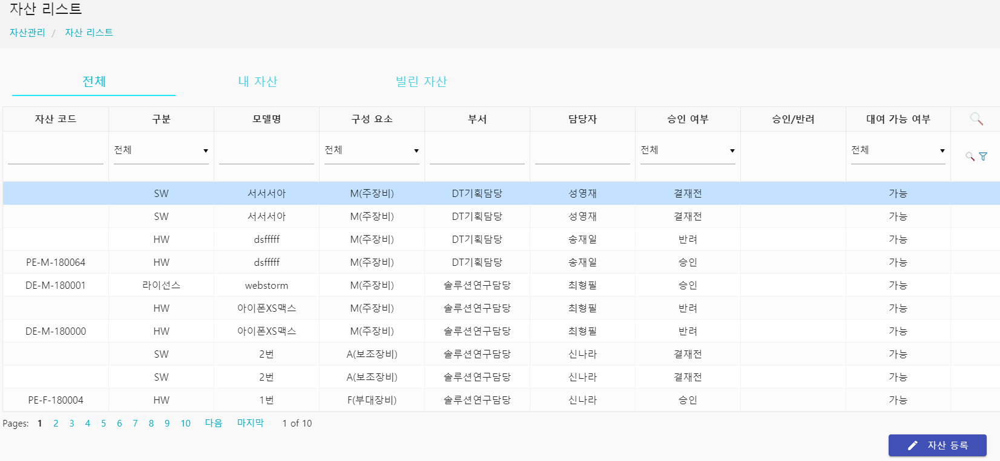 자산 리스트
자산관리 / 자산 리스트
전체 내 자산 빌린 자산
자산 코드 구분 모델명 구성 요소 부서 담당자 승인 여부 승인/반려 대여 가능 여부
전체 전체 전체 전체
SW 서서서아 M(주장비) DT기획담당 성영재 결재전 가능
SW 서서서아 M(주장비) DT기획담당 성영재 결재전 가능
HW dsfffff M(주장비) DT기획담당 송재일 반려 가능
PE-M-180064 HW dsfffff M(주장비) DT기획담당 송재일 승인 가능
DE-M-180001 라이선스 webstorm M(주장비) 솔루션연구담당 최형필 승인 가능
HW 아이폰XS맥스 M(주장비) 솔루션연구담당 최형필 반려 가능
DE-M-180000 HW 아이폰XS맥스 M(주장비) 솔루션연구담당 최형필 반려 가능
SW 2번 A(보조장비) 솔루션연구담당 신나라 결재전 가능
SW 2번 A(보조장비) 솔루션연구담당 신나라 결재전 가능
PE-F-180004 HW 1번 F(부대장비) 솔루션연구담당 신나라 승인 가능
Pages: 1 2 3 4 5 6 7 8 9 10 다음 마지막 1 of 10
자산 등록